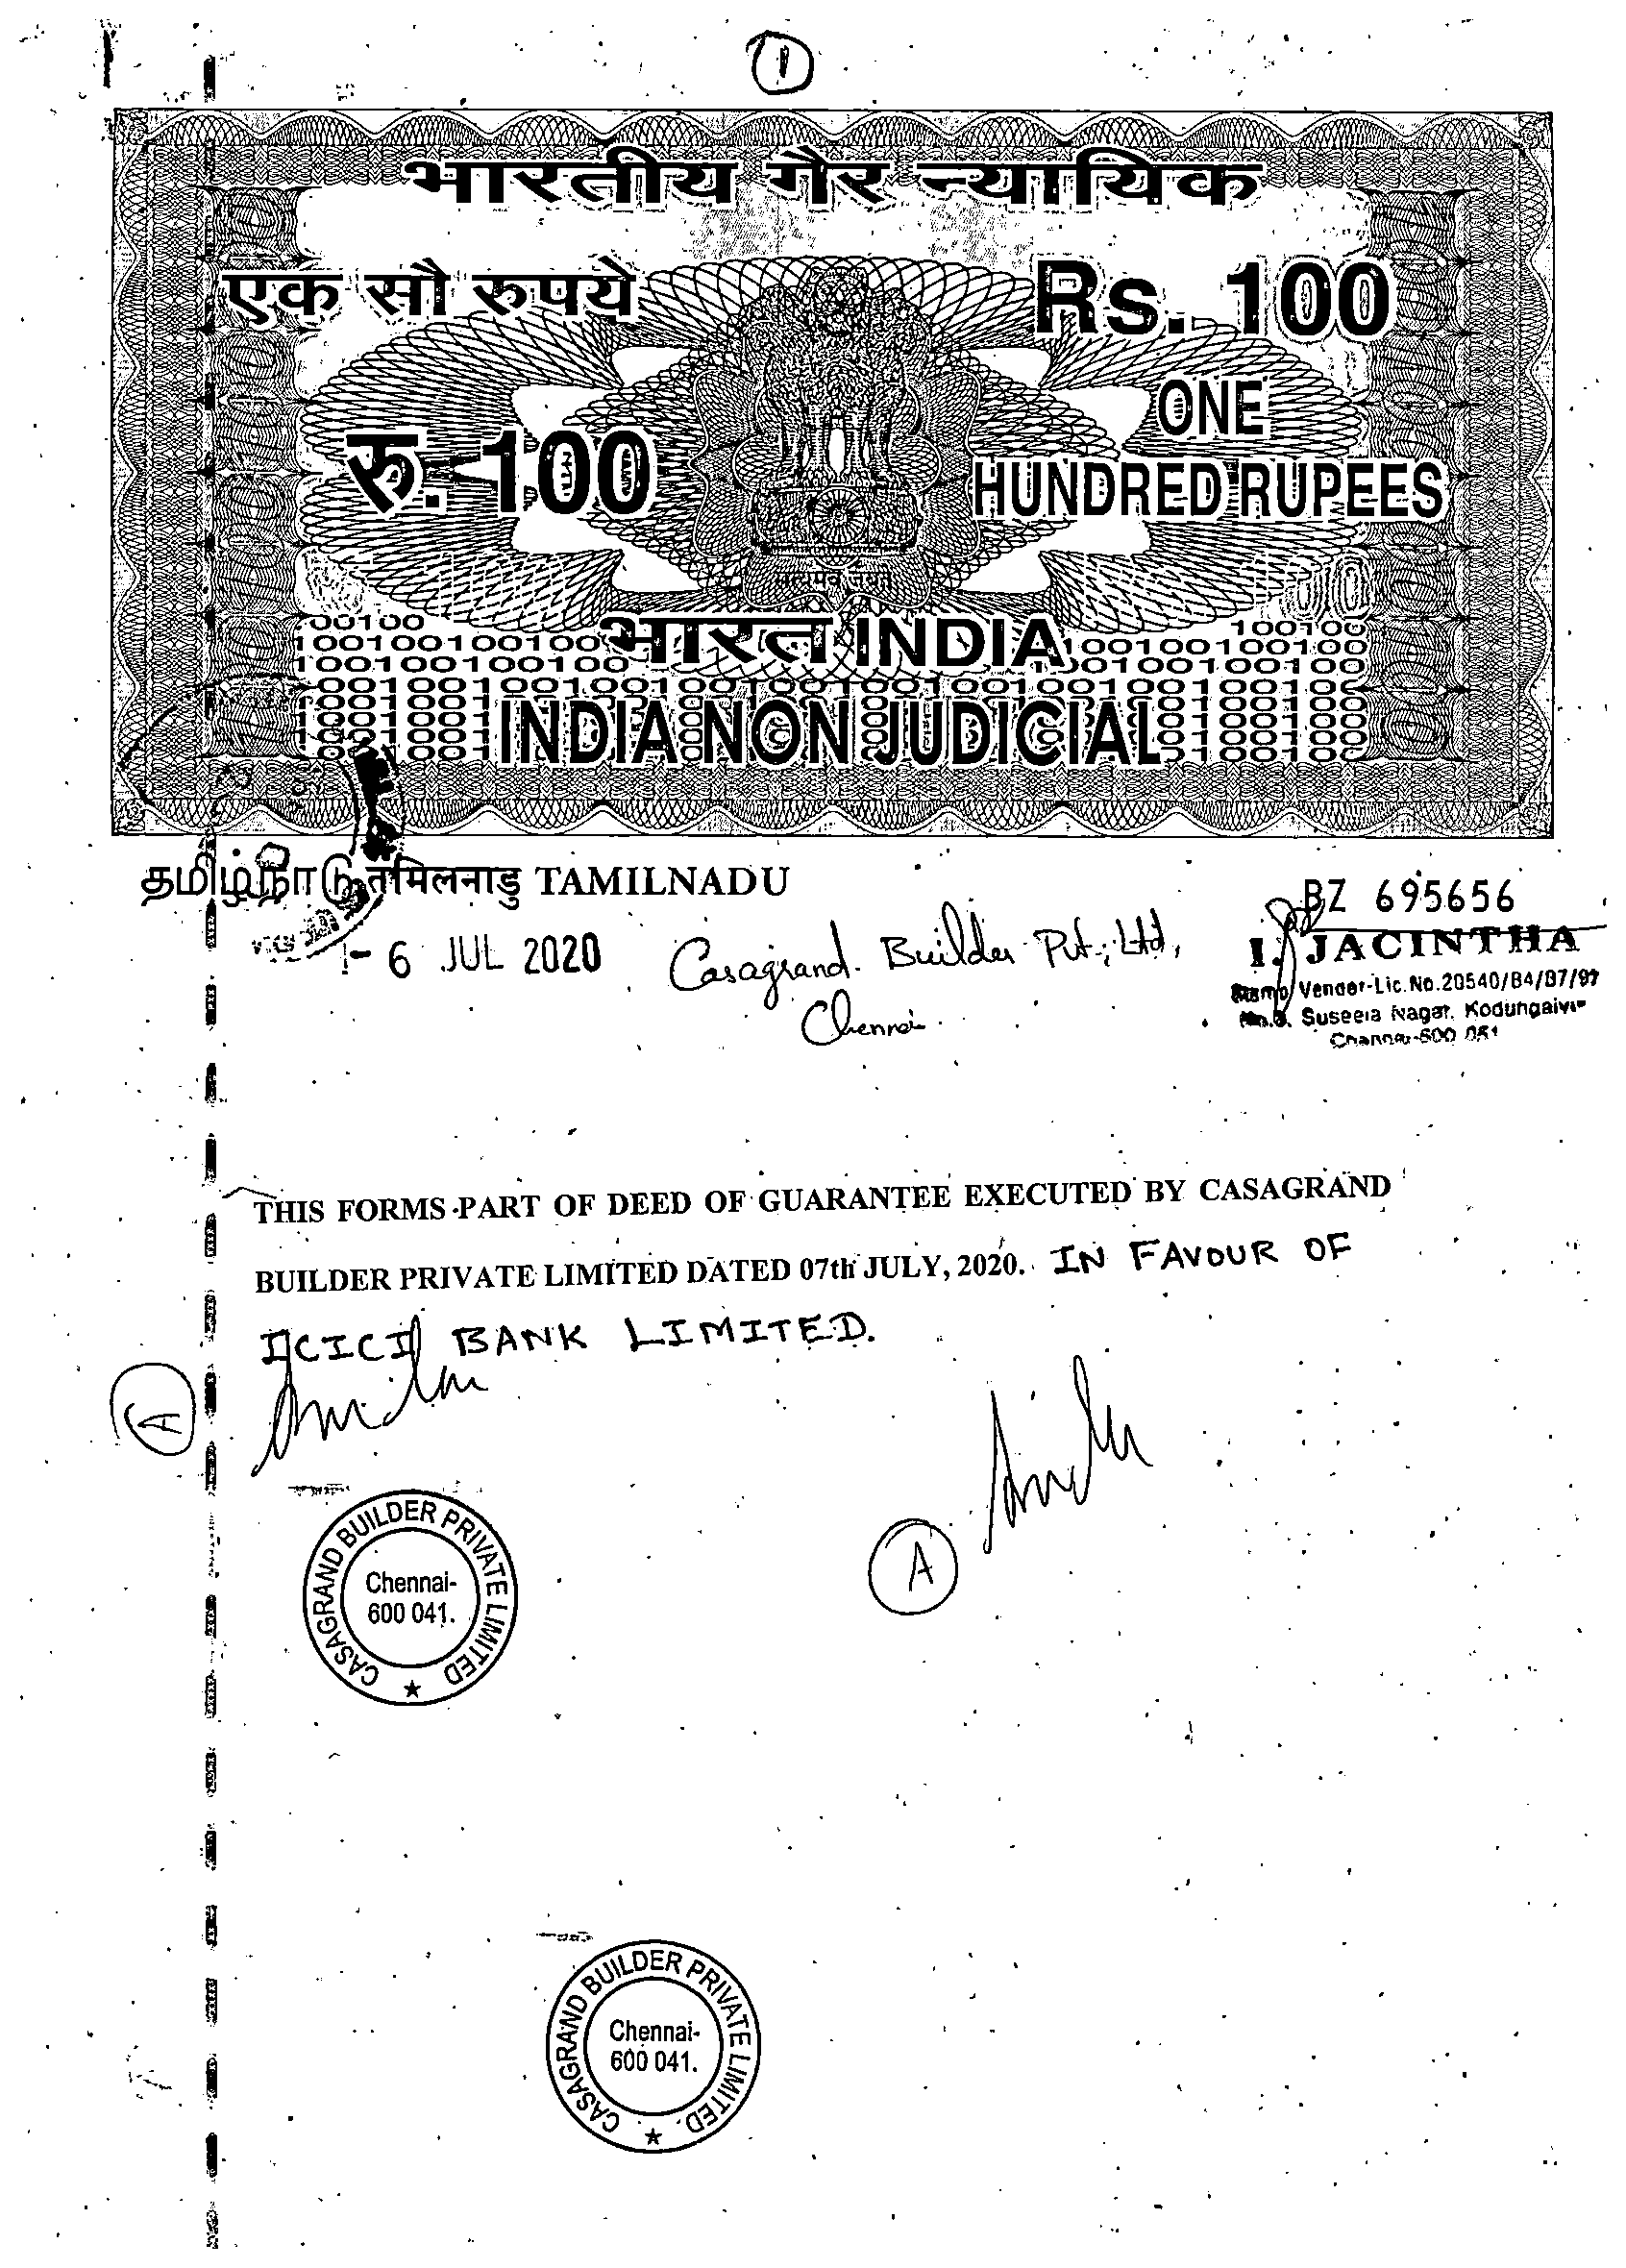 1
भारतीय गैर न्यायिक
एक सौ रुपये
Rs. 100
रु. 100
ONE
HUNDRED RUPEES
सत्यमेव जयते
भारत INDIA
INDIA NON JUDICIAL
தமிழ்நாடு तमिलनाडु TAMILNADU
BZ 695656
- 6 JUL 2020
Casagrand Builder Pvt; Ltd,
Chennai
I. JACINTHA
Stamp Vendor-Lic.No.20540/B4/97/97
No.3, Suseela Nagar, Kodungaiyur
Chennai-600 051
THIS FORMS PART OF DEED OF GUARANTEE EXECUTED BY CASAGRAND
BUILDER PRIVATE LIMITED DATED 07th JULY, 2020. IN FAVOUR OF
ICICI BANK LIMITED.
A
A
CASAGRAND BUILDER PRIVATE LIMITED
Chennai-
600 041.
CASAGRAND BUILDER PRIVATE LIMITED
Chennai-
600 041.